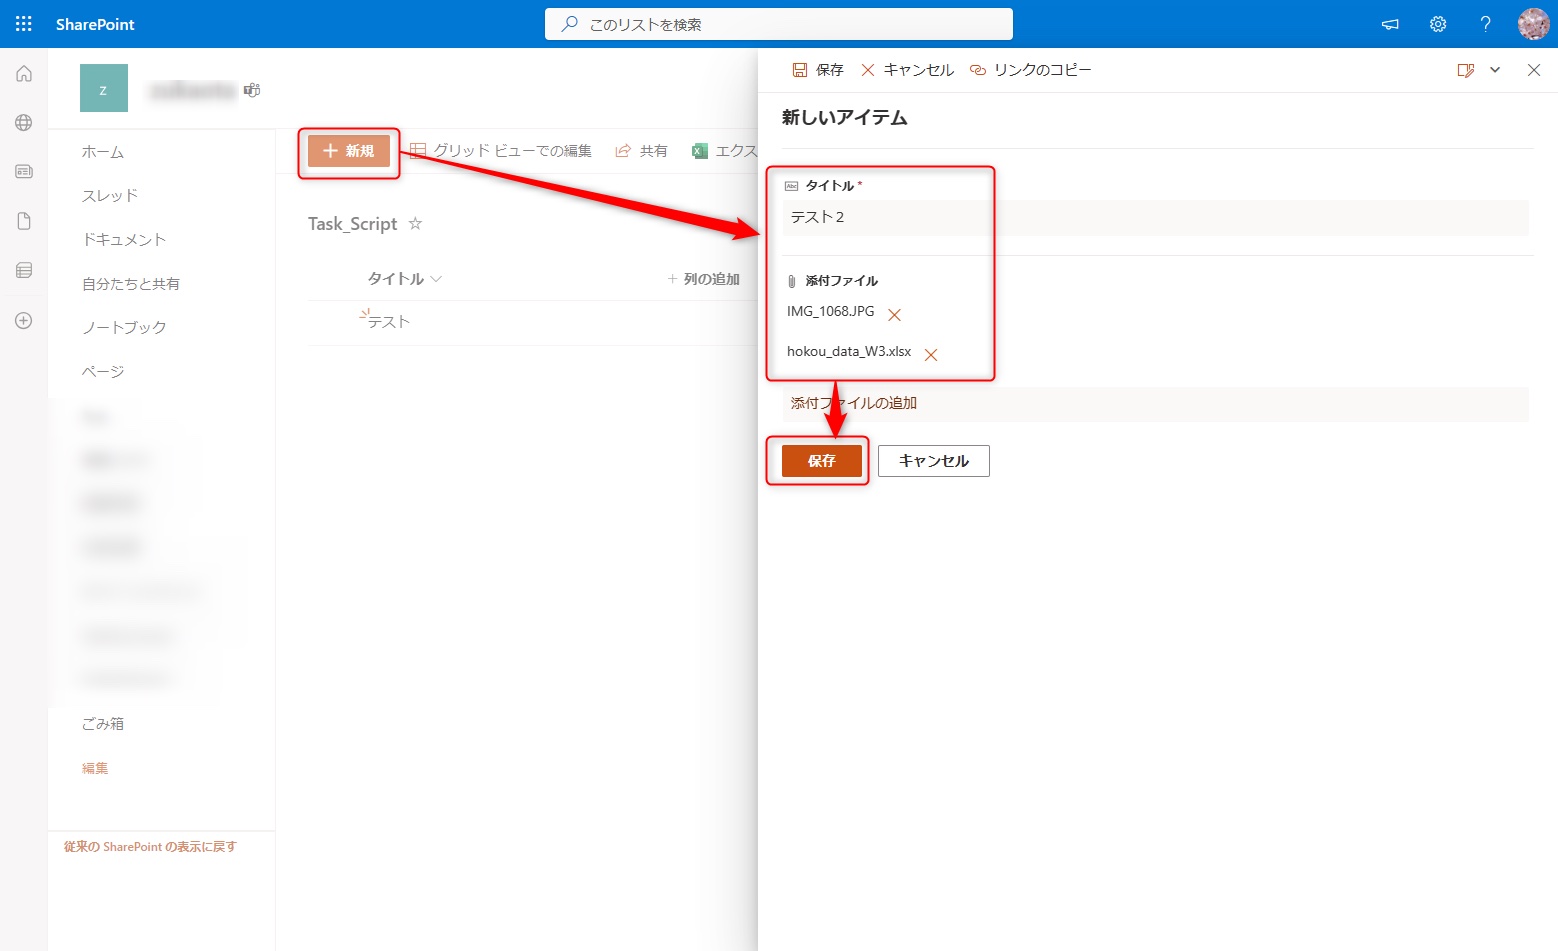 SharePoint
このリストを検索
保存
キャンセル
リンクのコピー
z
新しいアイテム
ホーム
スレッド
ドキュメント
自分たちと共有
ノートブック
ページ
ごみ箱
編集
従来の SharePoint の表示に戻す
新規
グリッド ビューでの編集
共有
エクス
Task_Script
タイトル
列の追加
テスト
Abc タイトル *
テスト2
添付ファイル
IMG_1068.JPG
hokou_data_W3.xlsx
添付ファイルの追加
保存
キャンセル